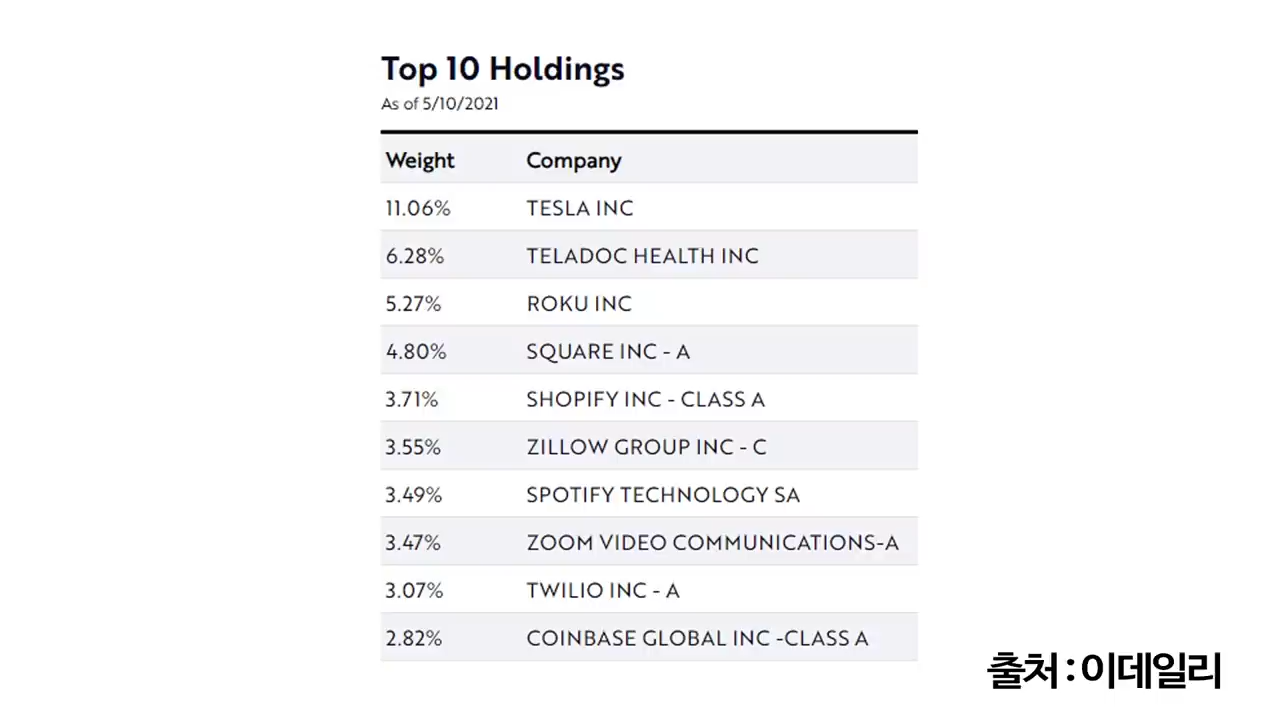 Top 10 Holdings
As of 5/10/2021
Weight Company
11.06% TESLA INC
6.28% TELADOC HEALTH INC
5.27% ROKU INC
4.80% SQUARE INC - A
3.71% SHOPIFY INC - CLASS A
3.55% ZILLOW GROUP INC - C
3.49% SPOTIFY TECHNOLOGY SA
3.47% ZOOM VIDEO COMMUNICATIONS-A
3.07% TWILIO INC - A
2.82% COINBASE GLOBAL INC -CLASS A
출처 : 이데일리